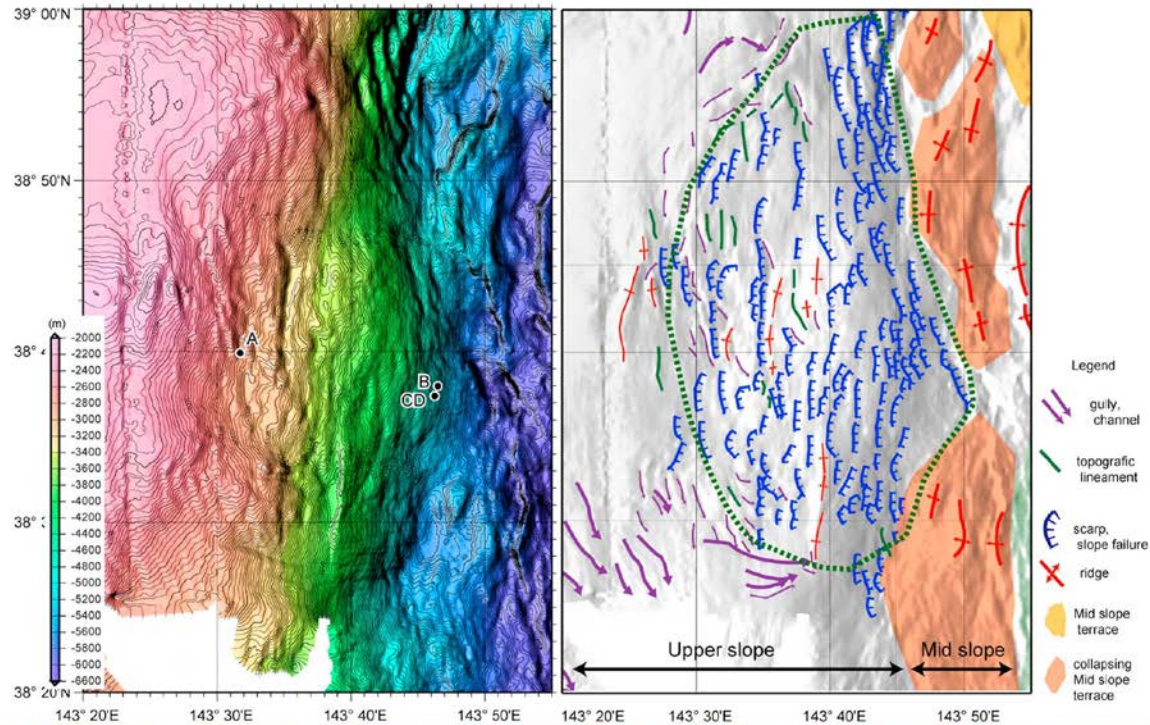 39° 00'N
38° 50'N
38° 4
38° 3
38° 20'N
(m)
-2000
-2200
-2400
-2600
-2800
-3000
-3200
-3400
-3600
-3800
-4000
-4200
-4400
-4600
-4800
-5000
-5200
-5400
-5600
-5800
-6000
-6200
-6400
-6600
A
B
CD
143° 20'E
143° 30'E
143° 40'E
143° 50'E
Upper slope
Mid slope
143° 20'E
143° 30'E
143° 40'E
143° 50'E
Legend
gully,
channel
topografic
lineament
scarp,
slope failure
ridge
Mid slope
terrace
collapsing
Mid slope
terrace